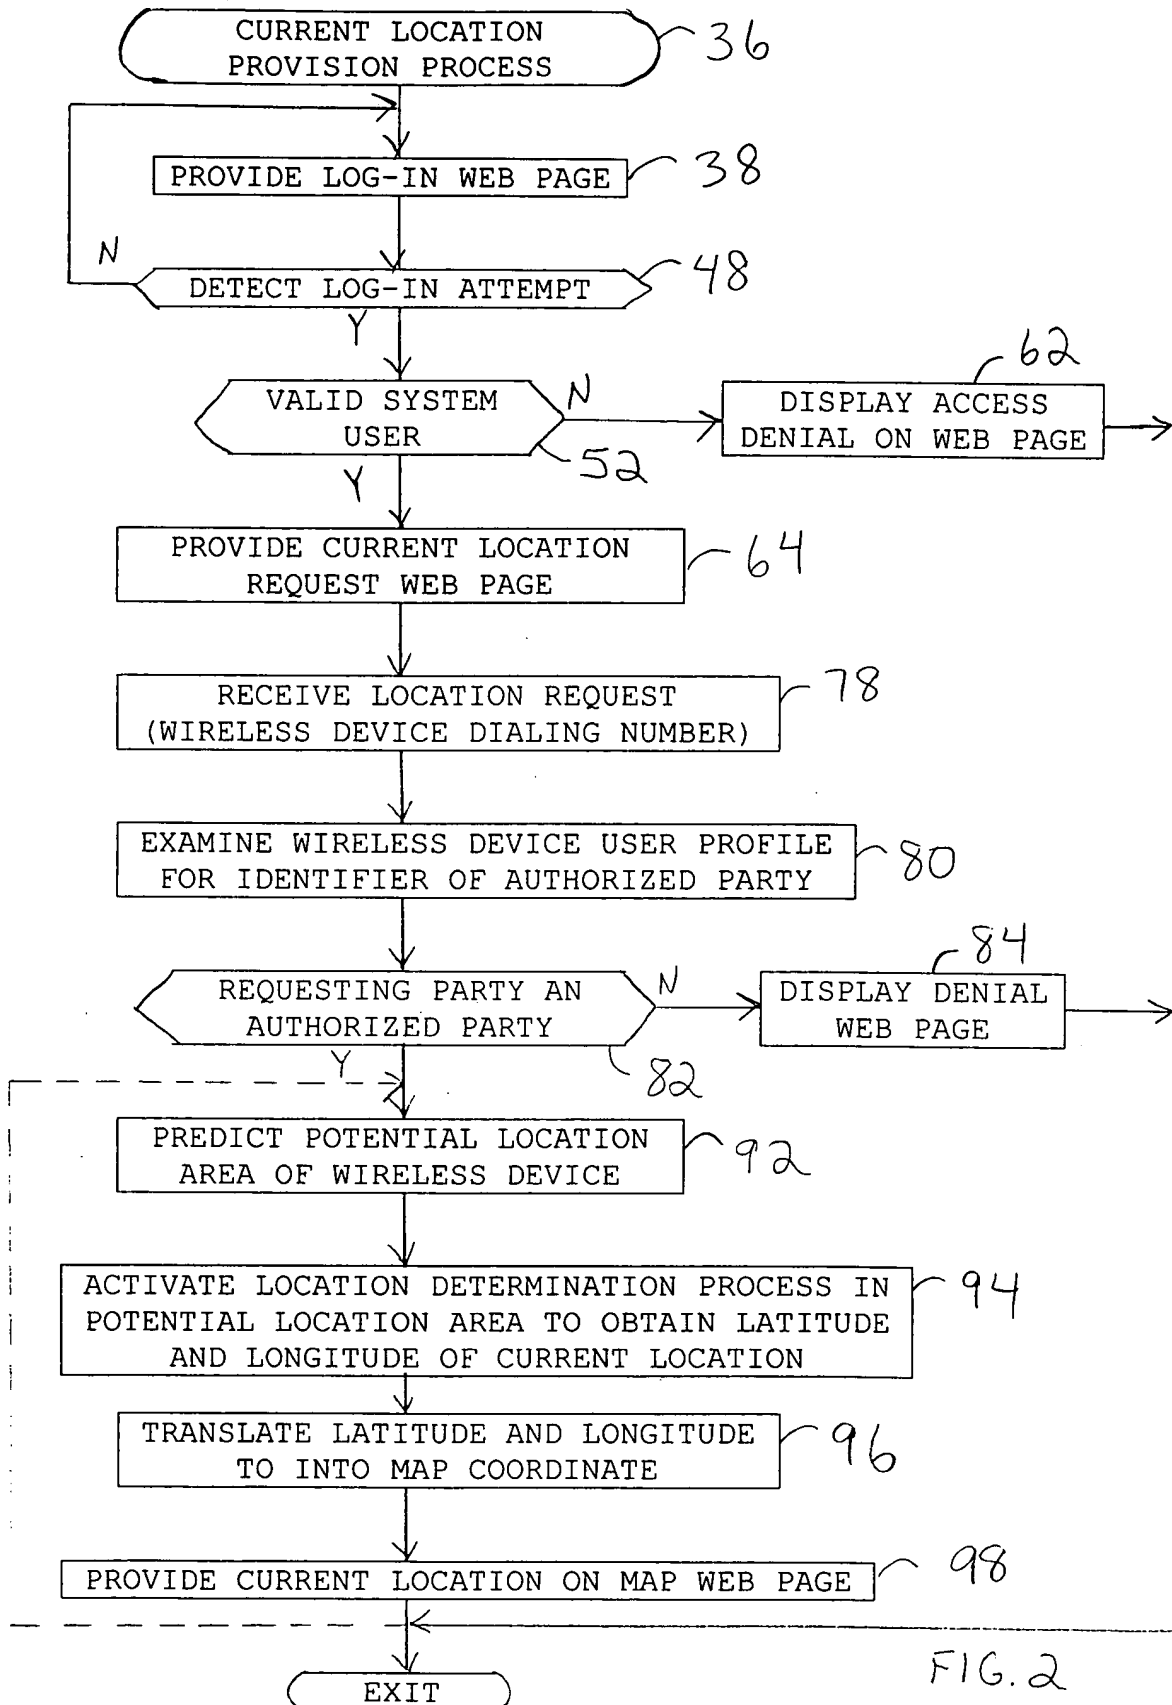 CURRENT LOCATION
PROVISION PROCESS
36
PROVIDE LOG-IN WEB PAGE
38
N
DETECT LOG-IN ATTEMPT
48
Y
VALID SYSTEM
USER
52
N
62
DISPLAY ACCESS
DENIAL ON WEB PAGE
Y
PROVIDE CURRENT LOCATION
REQUEST WEB PAGE
64
RECEIVE LOCATION REQUEST
(WIRELESS DEVICE DIALING NUMBER)
78
EXAMINE WIRELESS DEVICE USER PROFILE
FOR IDENTIFIER OF AUTHORIZED PARTY
80
REQUESTING PARTY AN
AUTHORIZED PARTY
82
N
84
DISPLAY DENIAL
WEB PAGE
Y
PREDICT POTENTIAL LOCATION
AREA OF WIRELESS DEVICE
92
ACTIVATE LOCATION DETERMINATION PROCESS IN
POTENTIAL LOCATION AREA TO OBTAIN LATITUDE
AND LONGITUDE OF CURRENT LOCATION
94
TRANSLATE LATITUDE AND LONGITUDE
TO INTO MAP COORDINATE
96
PROVIDE CURRENT LOCATION ON MAP WEB PAGE
98
EXIT
FIG. 2